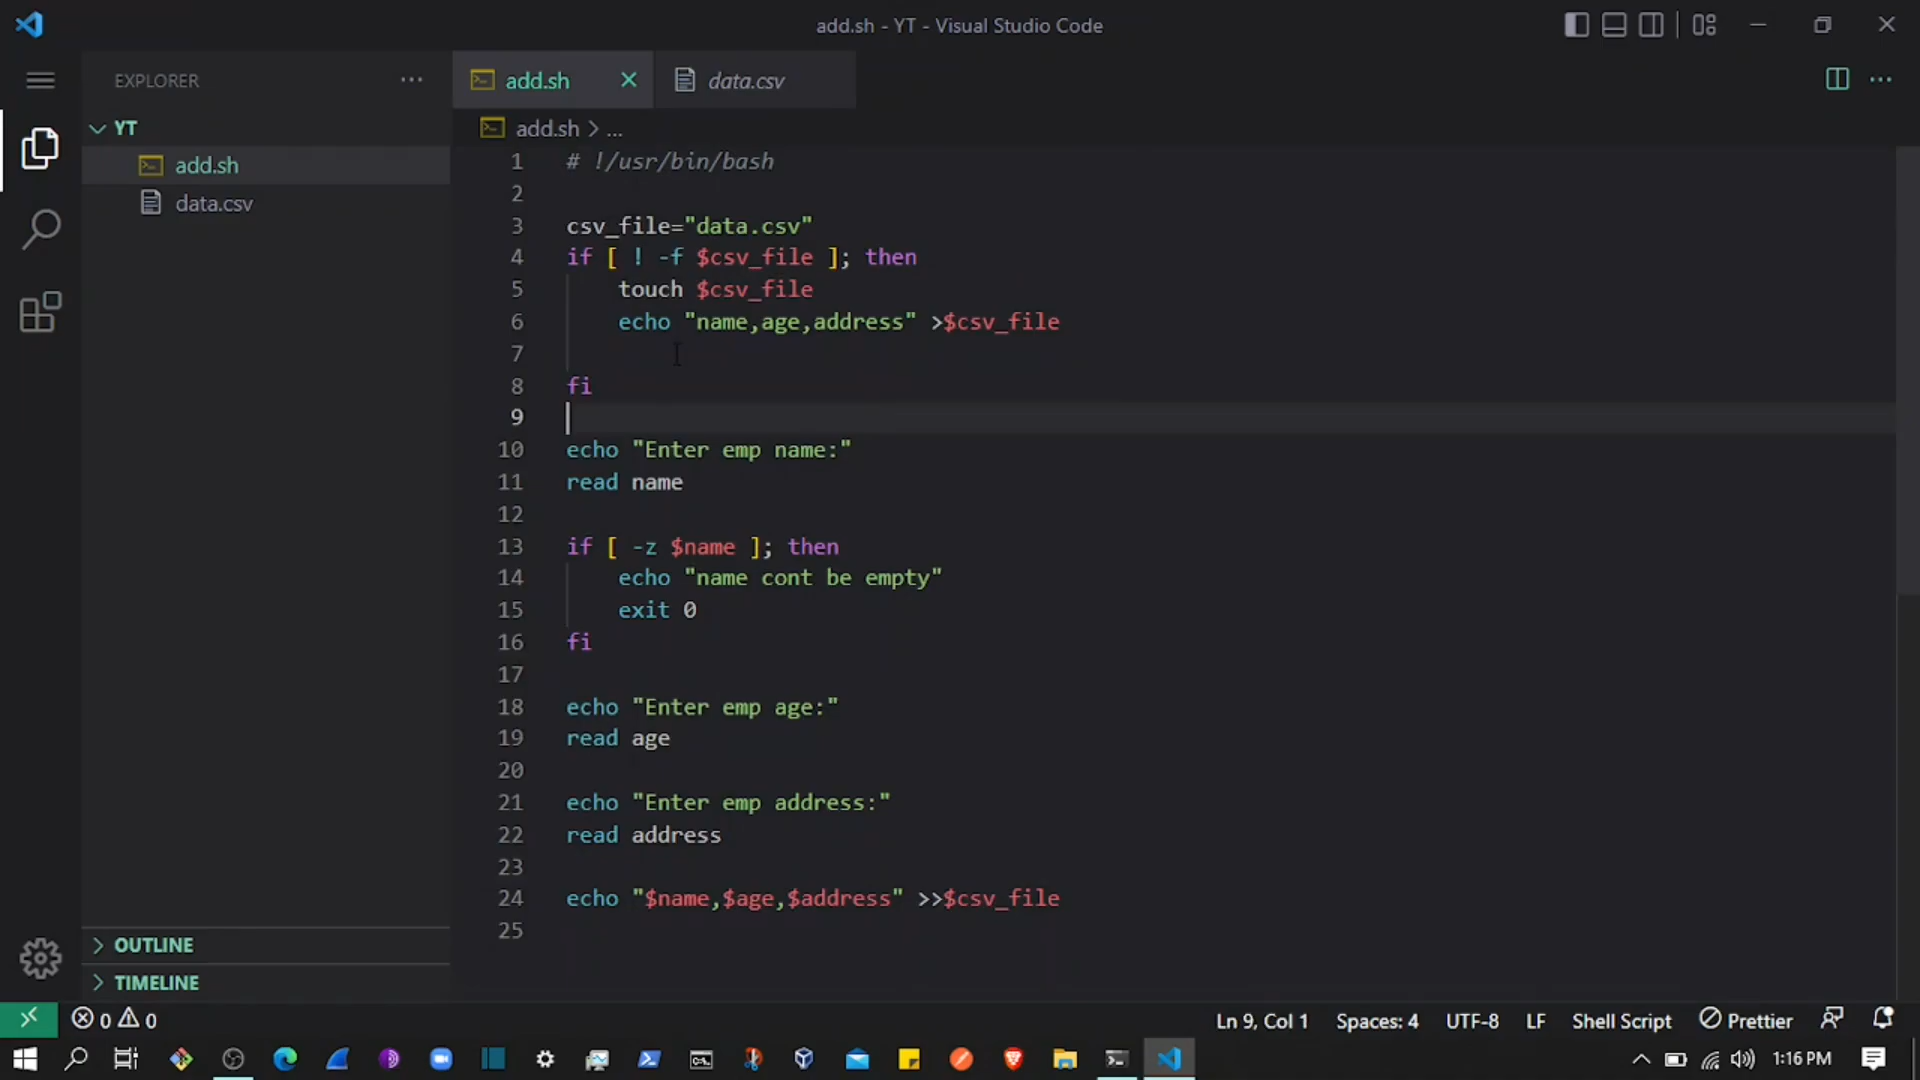 add.sh - YT - Visual Studio Code
EXPLORER
YT
add.sh
data.csv
OUTLINE
TIMELINE
add.sh
data.csv
add.sh > ...
1 # !/usr/bin/bash
2
3 csv_file="data.csv"
4 if [ ! -f $csv_file ]; then
5 touch $csv_file
6 echo "name,age,address" >$csv_file
7
8 fi
9
10 echo "Enter emp name:"
11 read name
12
13 if [ -z $name ]; then
14 echo "name cont be empty"
15 exit 0
16 fi
17
18 echo "Enter emp age:"
19 read age
20
21 echo "Enter emp address:"
22 read address
23
24 echo "$name,$age,$address" >>$csv_file
25
0 0 Ln 9, Col 1 Spaces: 4 UTF-8 LF Shell Script Prettier
1:16 PM